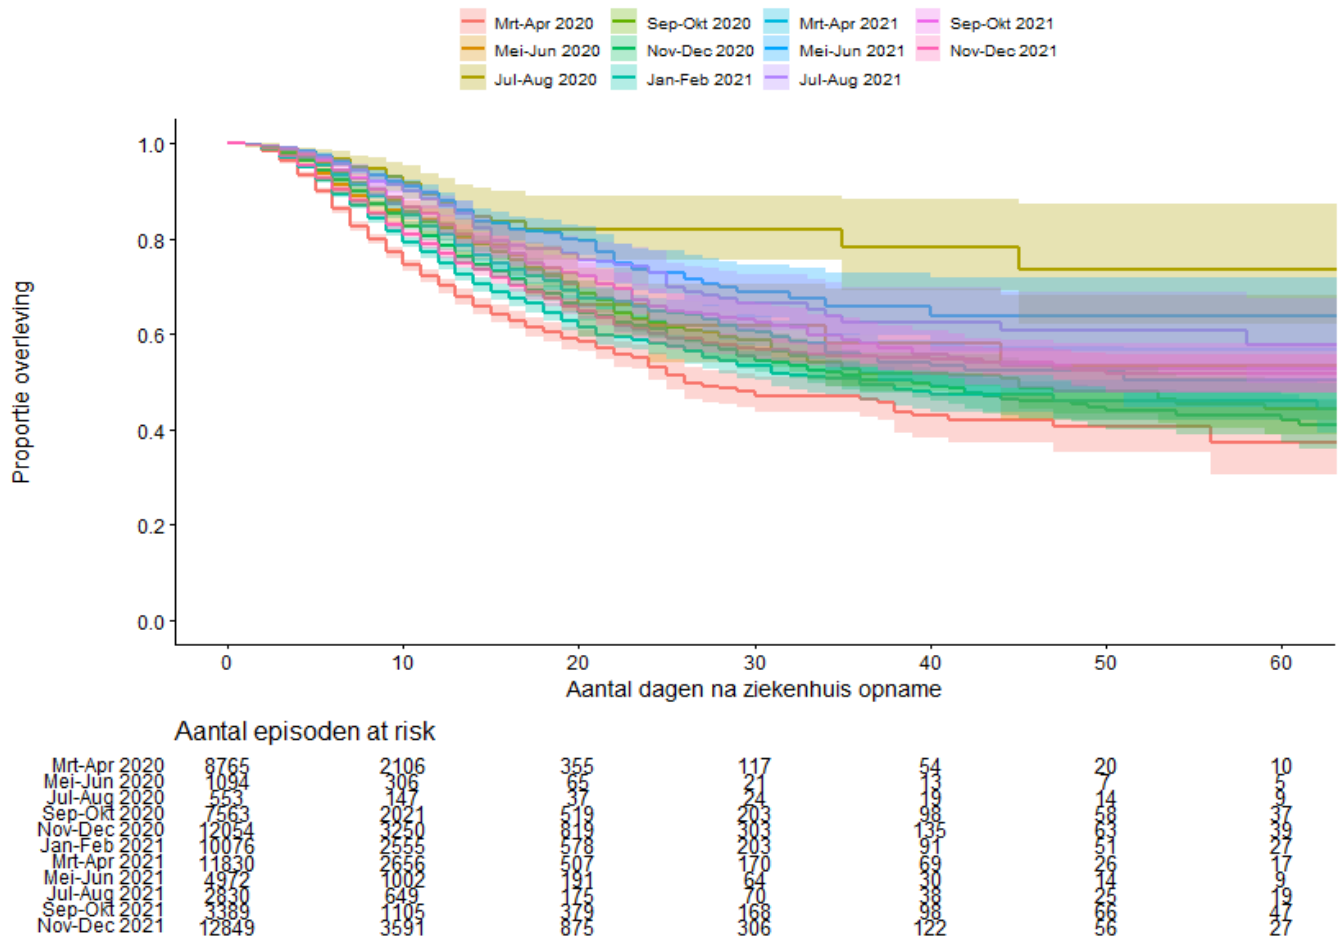 Mrt-Apr 2020 Sep-Okt 2020 Mrt-Apr 2021 Sep-Okt 2021
Mei-Jun 2020 Nov-Dec 2020 Mei-Jun 2021 Nov-Dec 2021
Jul-Aug 2020 Jan-Feb 2021 Jul-Aug 2021
Proportie overleving
1.0
0.8
0.6
0.4
0.2
0.0
0 10 20 30 40 50 60
Aantal dagen na ziekenhuis opname
Aantal episoden at risk
Mrt-Apr 2020 8765 2106 355 117 54 20 10
Mei-Jun 2020 1094 306 65 21 13 7 5
Jul-Aug 2020 553 147 37 24 19 14 9
Sep-Okt 2020 7563 2021 519 203 98 58 37
Nov-Dec 2020 12054 3250 819 303 135 63 39
Jan-Feb 2021 10076 2555 578 203 91 51 27
Mrt-Apr 2021 11830 2656 507 170 69 26 17
Mei-Jun 2021 4972 1002 191 64 30 14 9
Jul-Aug 2021 2830 649 175 70 38 25 19
Sep-Okt 2021 3389 1105 379 168 98 66 47
Nov-Dec 2021 12849 3591 875 306 122 56 27